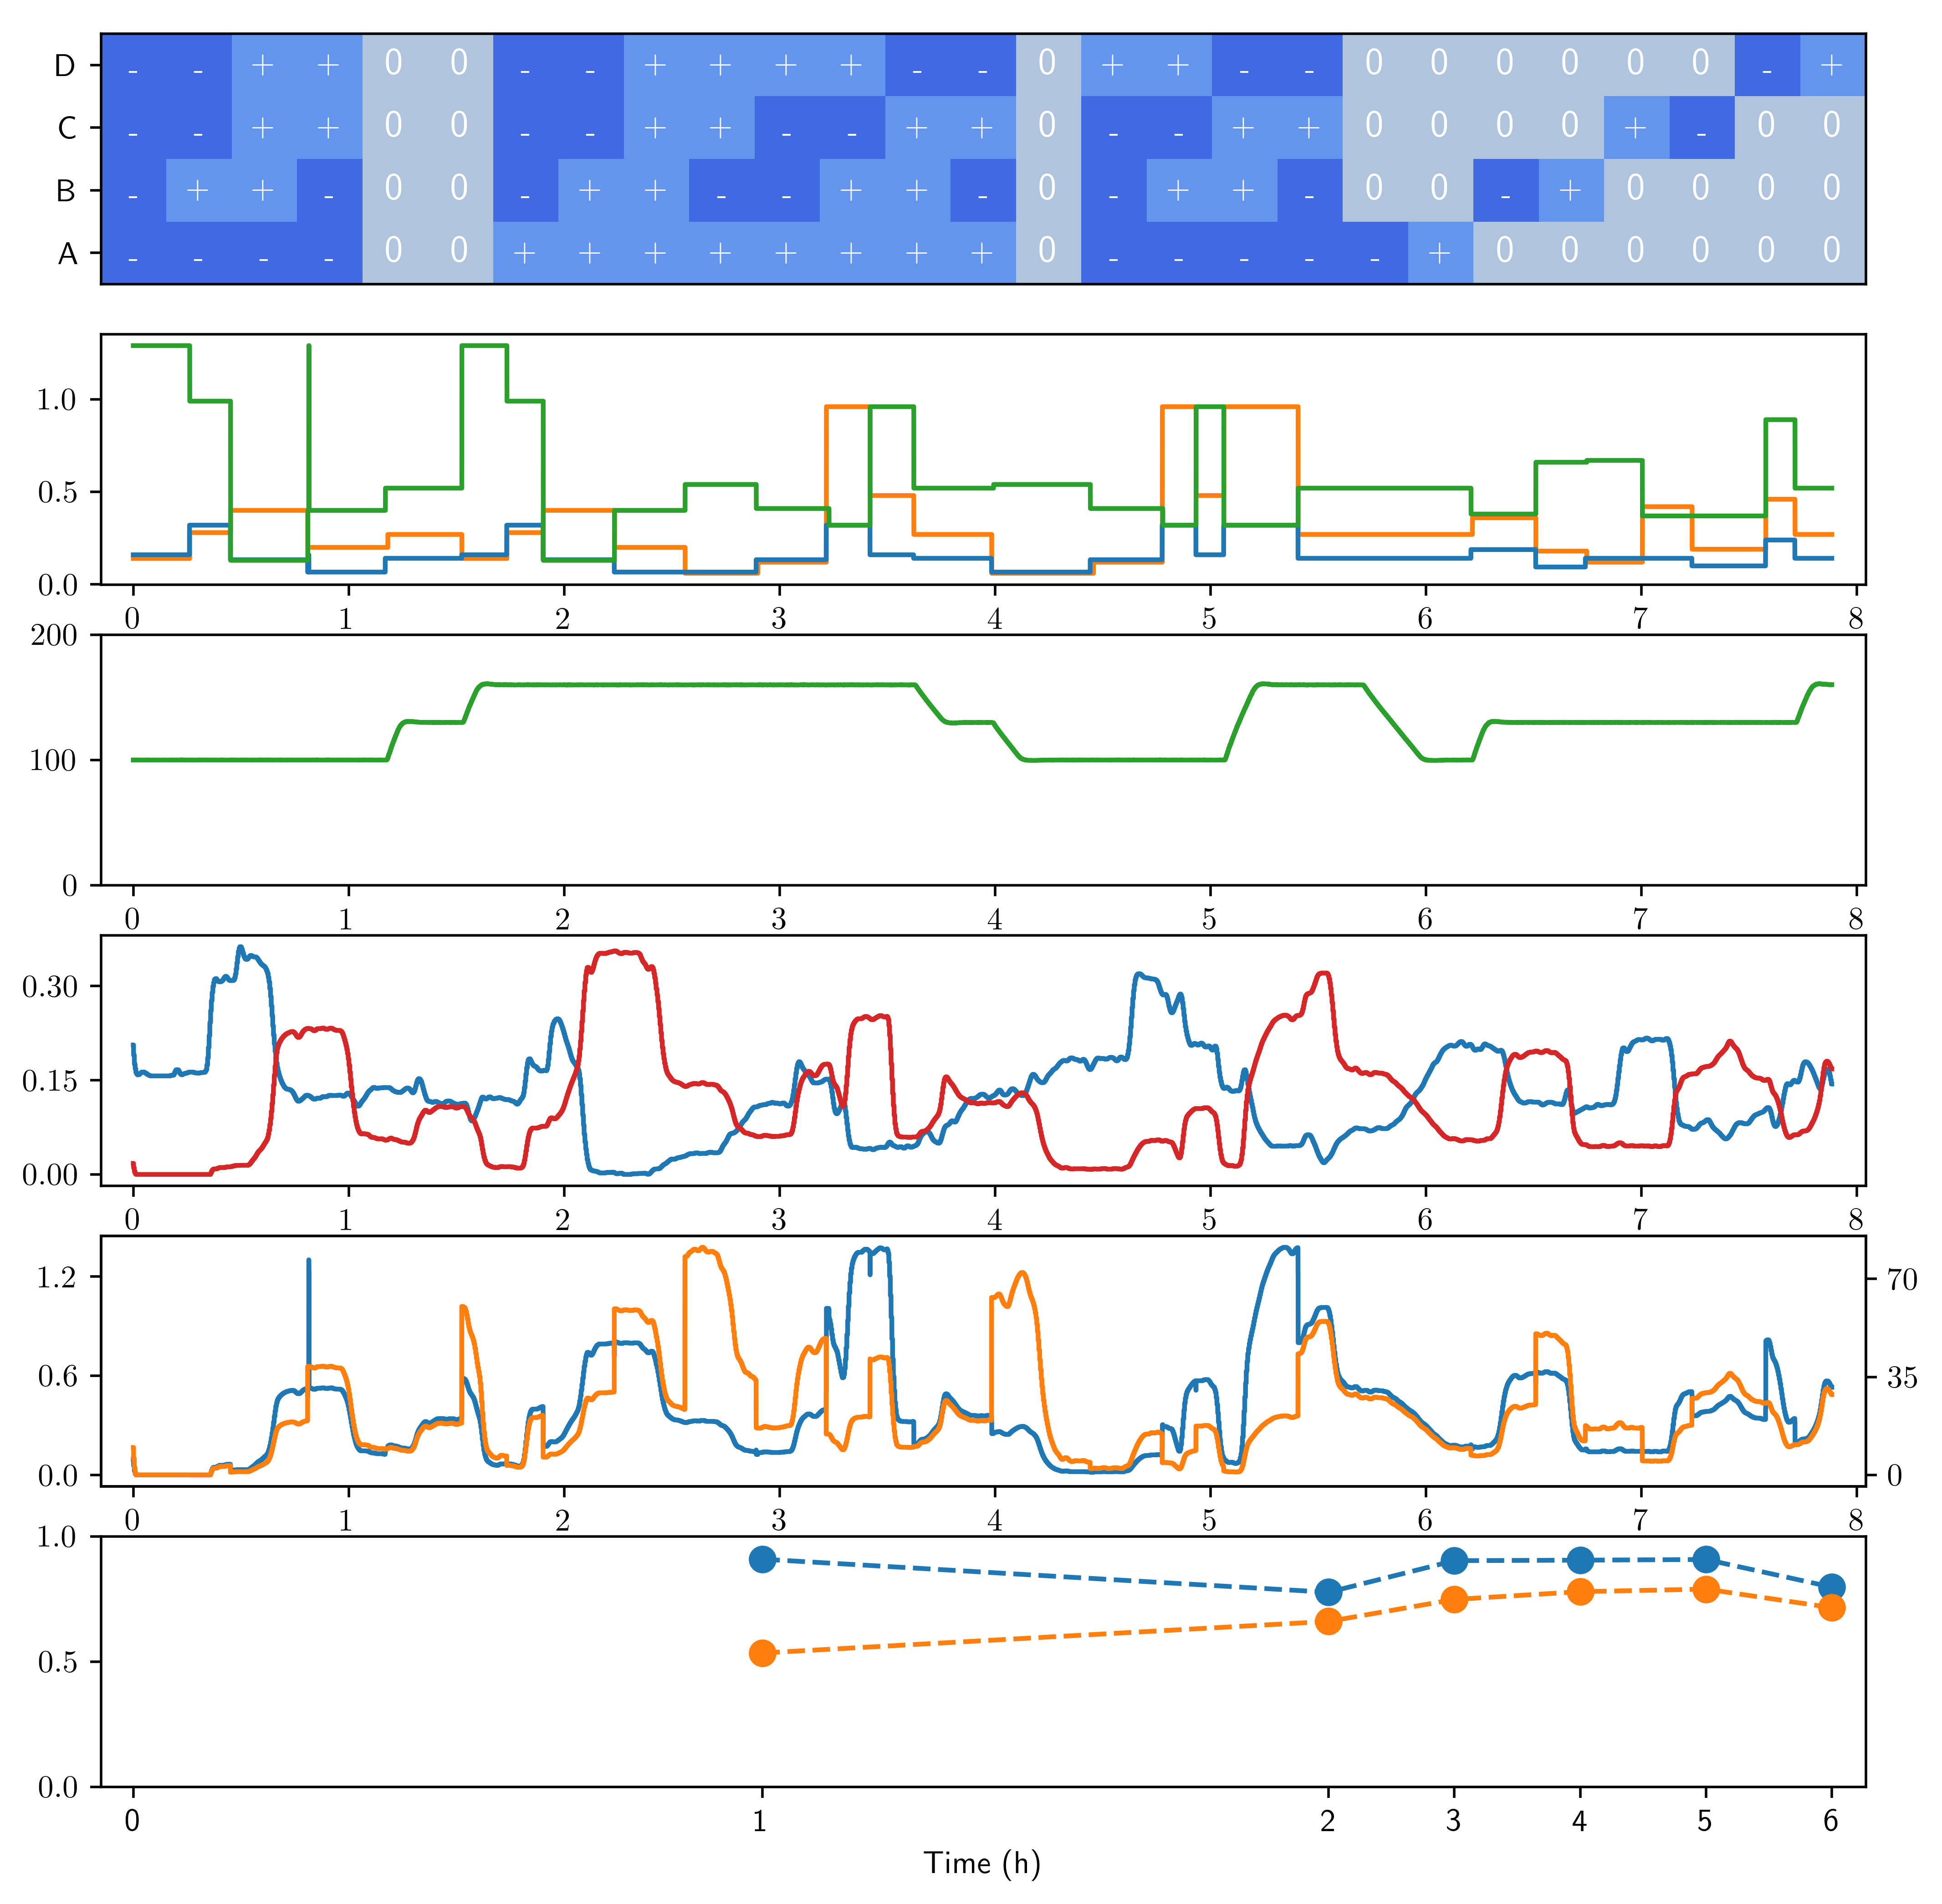 D - - + + 0 0 - - + + + + - - 0 + + - - 0 0 0 0 0 0 - +
C - - + + 0 0 - - + + - - + + 0 - - + + 0 0 0 0 + - 0 0
B - + + - 0 0 - + + - - + + - 0 - + + - 0 0 - + 0 0 0 0
A - - - - 0 0 + + + + + + + + 0 - - - - - + 0 0 0 0 0 0
1.0
0.5
0.0
0 1 2 3 4 5 6 7 8
200
100
0
0 1 2 3 4 5 6 7 8
0.30
0.15
0.00
0 1 2 3 4 5 6 7 8
1.2 70
0.6 35
0.0 0
0 1 2 3 4 5 6 7 8
1.0
0.5
0.0
0 1 2 3 4 5 6
Time (h)